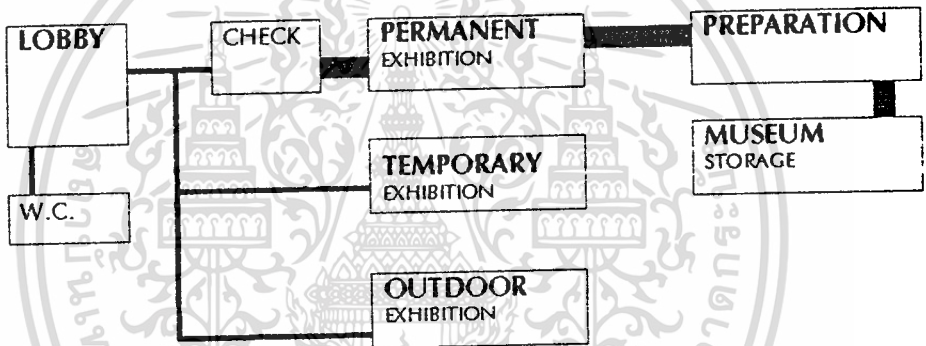 LOBBY
CHECK
PERMANENT
EXHIBITION
PREPARATION
MUSEUM
STORAGE
TEMPORARY
EXHIBITION
W.C.
OUTDOOR
EXHIBITION